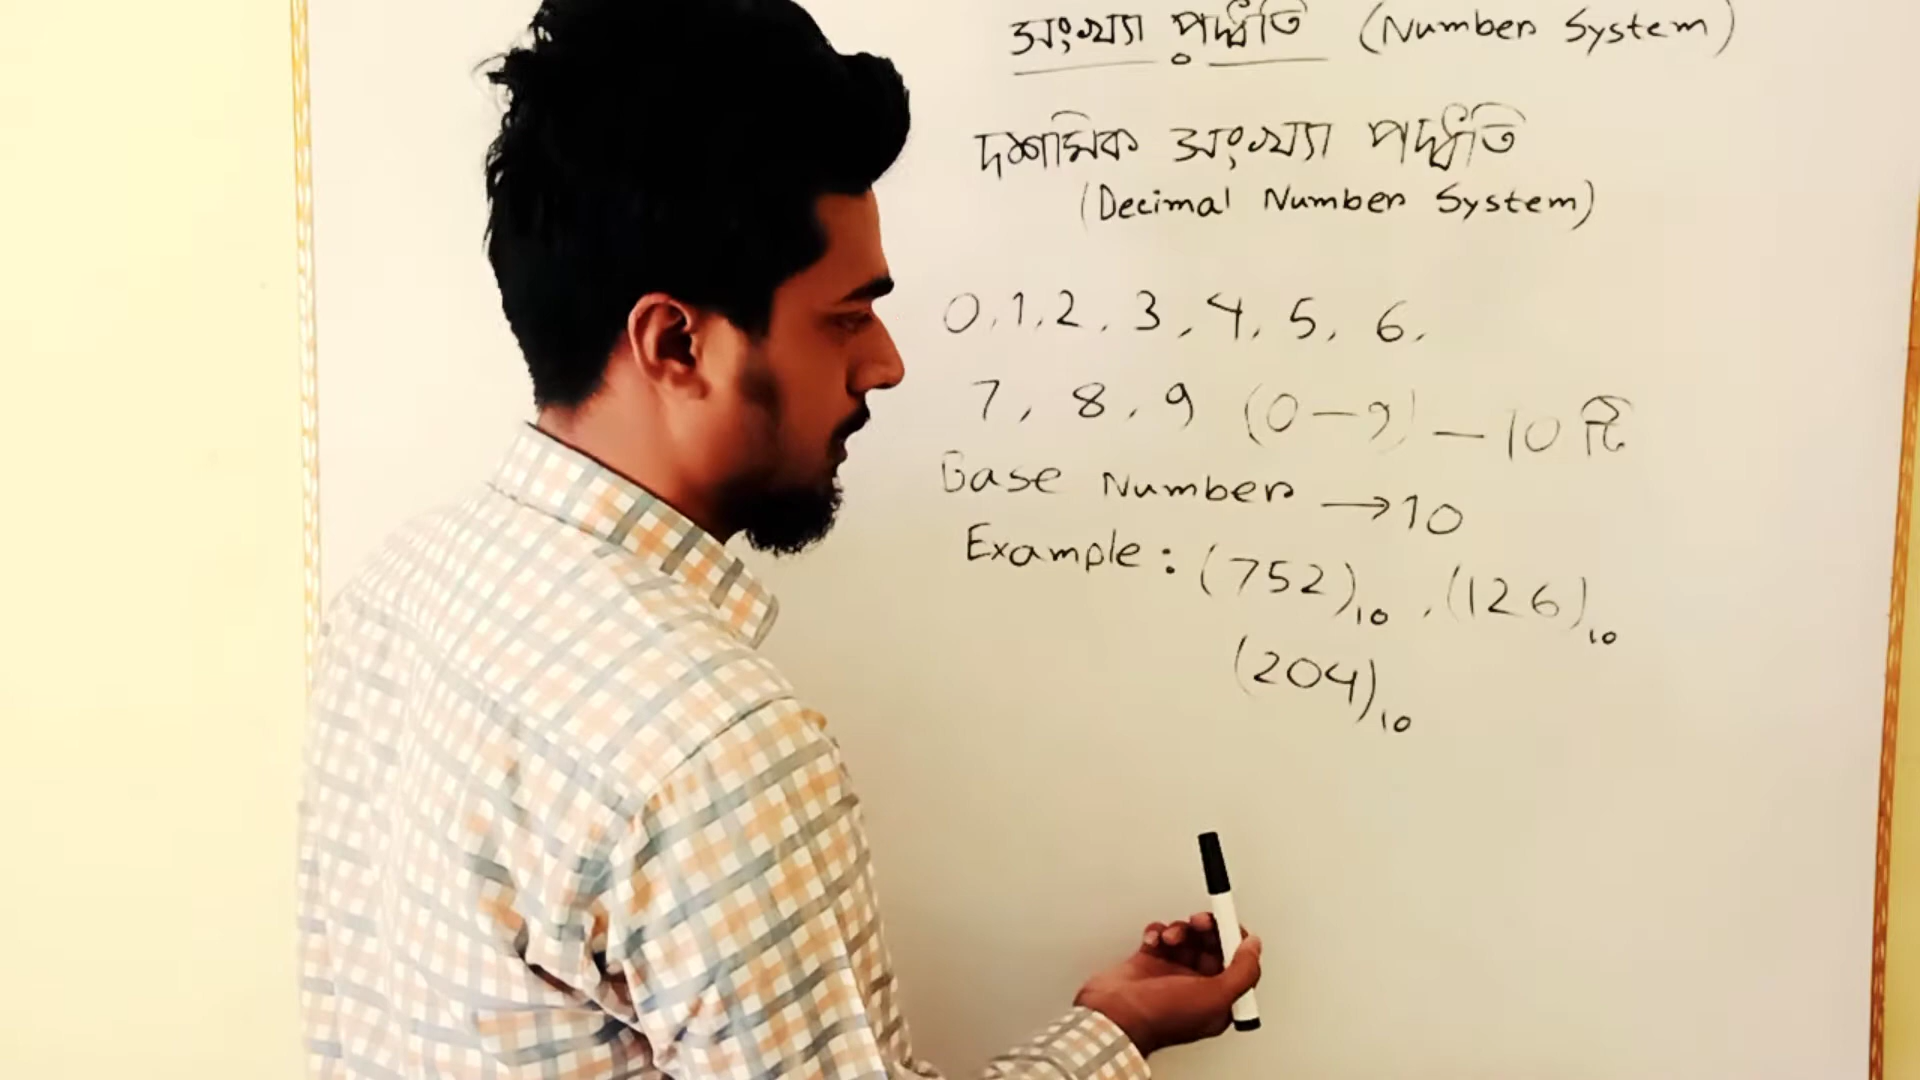 সংখ্যা পদ্ধতি (Number System)
দশমিক সংখ্যা পদ্ধতি
(Decimal Number System)
0,1,2,3,4,5,6,
7,8,9 (0-9) - 10 টি
Base Number →10
Example: (752)₁₀, (126)₁₀
(204)₁₀